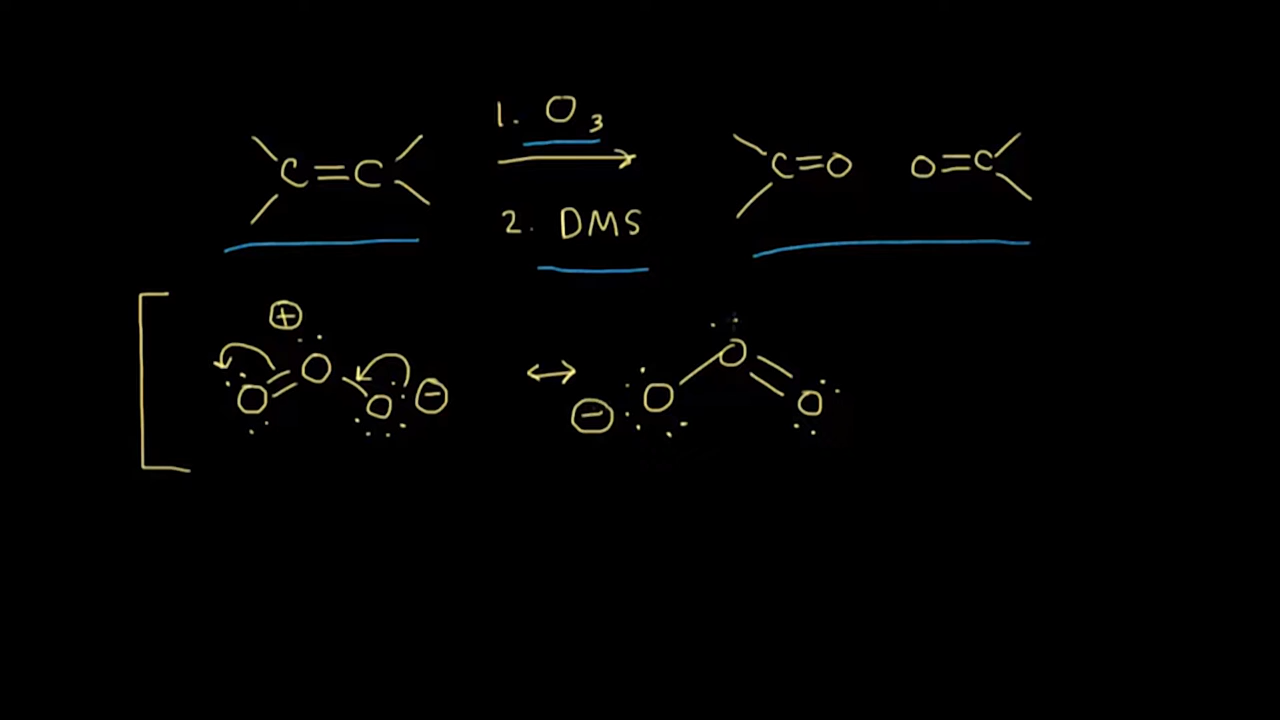 1. O3
C=C
C=O O=C
2. DMS
⊕
O=O-O ⊖ ↔ ⊖ O-O=O